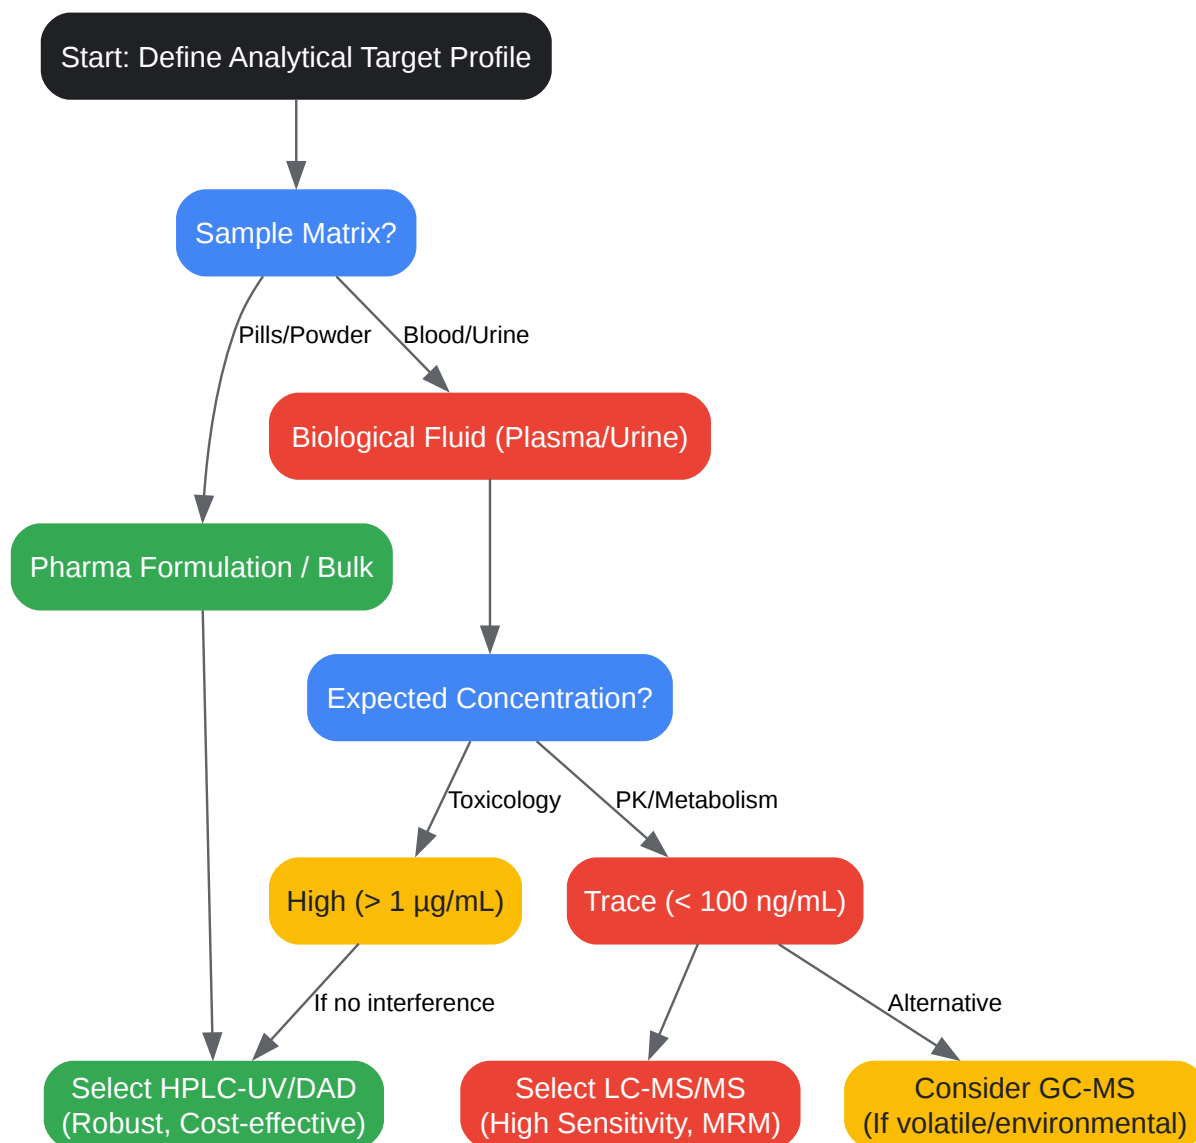 Start: Define Analytical Target Profile
Sample Matrix?
Pills/Powder
Blood/Urine
Biological Fluid (Plasma/Urine)
Pharma Formulation / Bulk
Expected Concentration?
Toxicology
PK/Metabolism
High (> 1 µg/mL)
Trace (< 100 ng/mL)
If no interference
Alternative
Select HPLC-UV/DAD
(Robust, Cost-effective)
Select LC-MS/MS
(High Sensitivity, MRM)
Consider GC-MS
(If volatile/environmental)